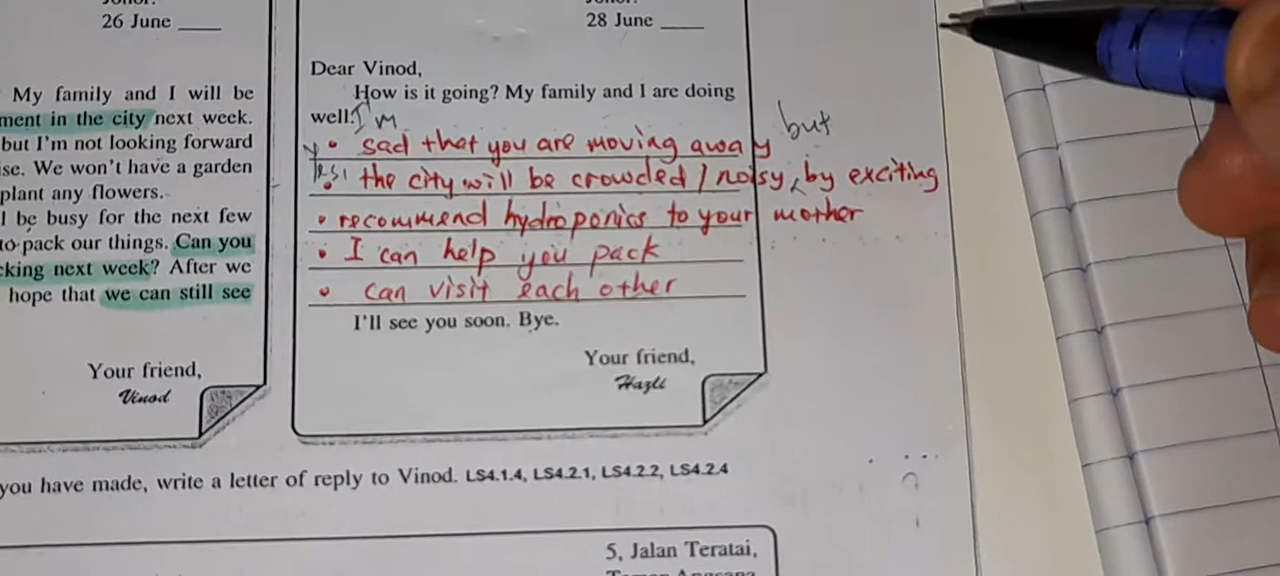 26 June ____
My family and I will be
ment in the city next week.
but I'm not looking forward
ise. We won't have a garden
plant any flowers.
l be busy for the next few
to pack our things. Can you
cking next week? After we
hope that we can still see
Your friend,
Vinod
28 June ____
Dear Vinod,
How is it going? My family and I are doing
well. I'm
• sad that you are moving away but
• the city will be crowded / noisy, by exciting
• recommend hydroponics to your mother
• I can help you pack
• can visit each other
I'll see you soon. Bye.
Your friend,
Hazli
you have made, write a letter of reply to Vinod. LS4.1.4, LS4.2.1, LS4.2.2, LS4.2.4
5, Jalan Teratai,